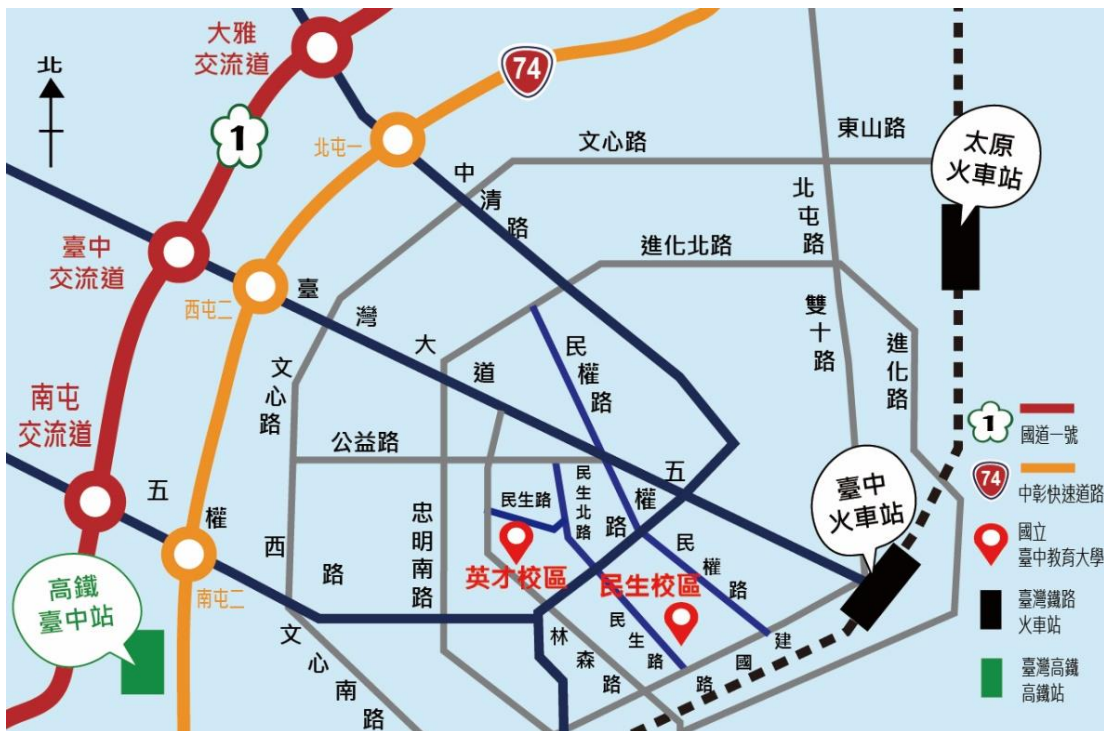 大雅
交流道
北
74
1
北屯一
文心路
東山路
太原
火車站
中清路
北屯路
進化北路
臺中
交流道
西屯二
臺灣大道
民權路
雙十路
進化路
文心路
南屯
交流道
公益路
1
國道一號
74
中彰快速道路
國立
臺中教育大學
臺灣鐵路
火車站
臺灣高鐵
高鐵站
五權西路
忠明南路
民生路
民生北路
五權路
臺中
火車站
英才校區
民生校區
民權路
高鐵
臺中站
南屯二
文心南路
林森路
民生路
建國路